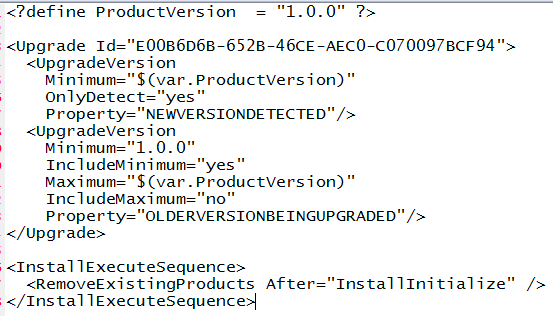 <?define ProductVersion  = "1.0.0" ?>
<Upgrade Id="E00B6D6B-652B-46CE-AEC0-C070097BCF94">
<UpgradeVersion
Minimum="$(var.ProductVersion)"
OnlyDetect="yes"
Property="NEWVERSIONDETECTED"/>
<UpgradeVersion
Minimum="1.0.0"
IncludeMinimum="yes"
Maximum="$(var.ProductVersion)"
IncludeMaximum="no"
Property="OLDERVERSIONBEINGUPGRADED"/>
</Upgrade>
<InstallExecuteSequence>
<RemoveExistingProducts After="InstallInitialize" />
</InstallExecuteSequence>